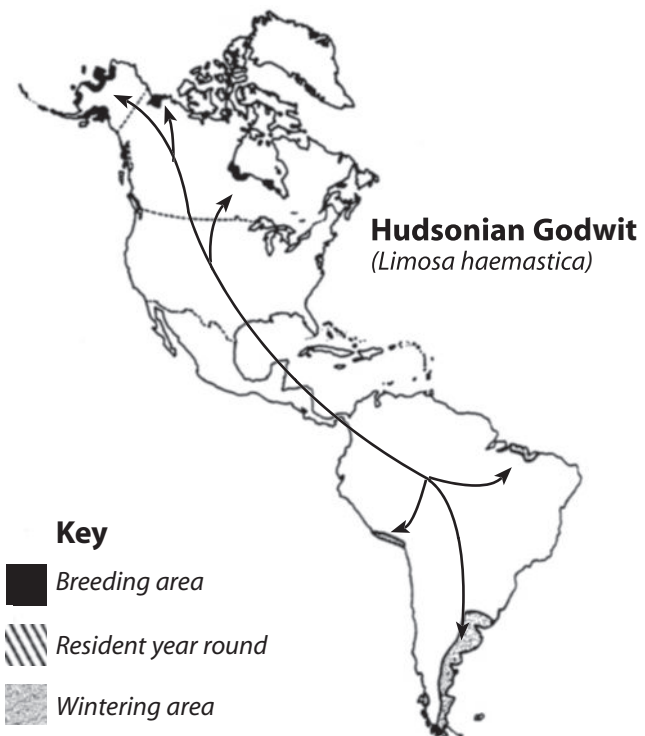 Hudsonian Godwit
(Limosa haemastica)
Key
Breeding area
Resident year round
Wintering area